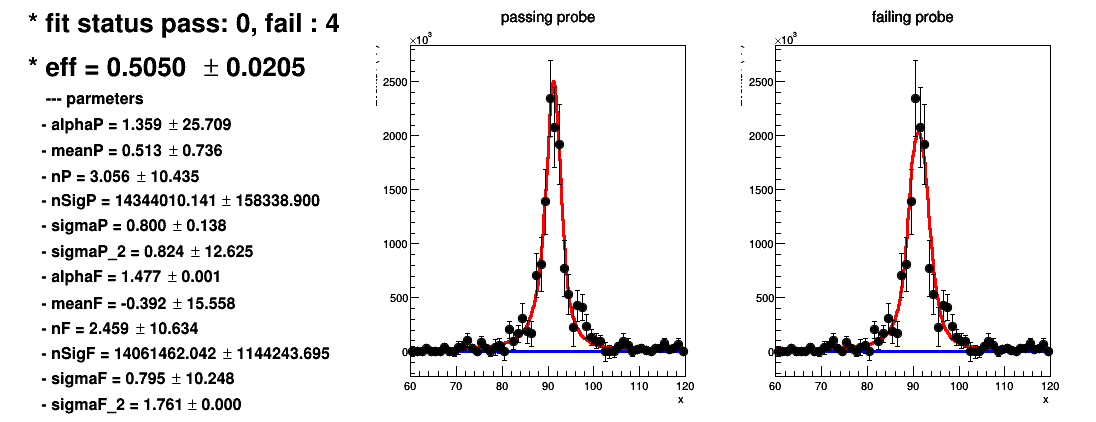 * fit status pass: 0, fail : 4
* eff = 0.5050 ± 0.0205
--- parmeters
- alphaP = 1.359 ± 25.709
- meanP = 0.513 ± 0.736
- nP = 3.056 ± 10.435
- nSigP = 14344010.141 ± 158338.900
- sigmaP = 0.800 ± 0.138
- sigmaP_2 = 0.824 ± 12.625
- alphaF = 1.477 ± 0.001
- meanF = -0.392 ± 15.558
- nF = 2.459 ± 10.634
- nSigF = 14061462.042 ± 1144243.695
- sigmaF = 0.795 ± 10.248
- sigmaF_2 = 1.761 ± 0.000
passing probe
×10³
2500
2000
1500
1000
500
0
60 70 80 90 100 110 120
x
failing probe
×10³
2500
2000
1500
1000
500
0
60 70 80 90 100 110 120
x